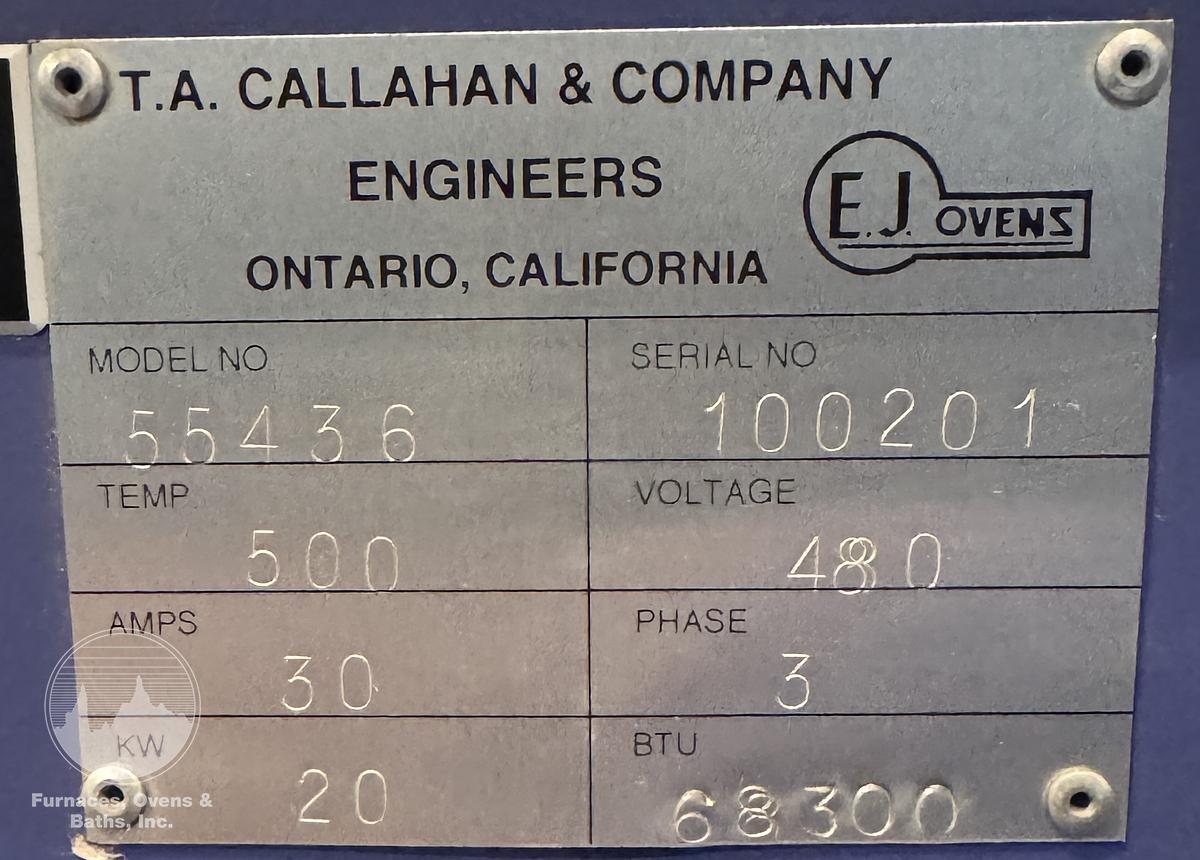 T.A. CALLAHAN & COMPANY
ENGINEERS
E.J. OVENS
ONTARIO, CALIFORNIA
MODEL NO
55436
SERIAL NO
100201
TEMP.
500
VOLTAGE
480
AMPS
30
PHASE
3
KW
20
BTU
68300
Furnaces, Ovens &
Baths, Inc.